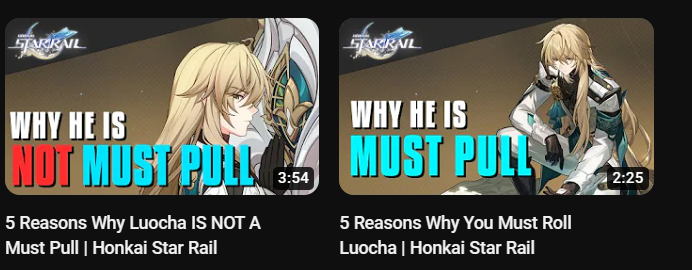 HONKAI
STAR RAIL
WHY HE IS
NOT MUST PULL
3:54
5 Reasons Why Luocha IS NOT A
Must Pull | Honkai Star Rail
HONKAI
STAR RAIL
WHY HE IS
MUST PULL
2:25
5 Reasons Why You Must Roll
Luocha | Honkai Star Rail